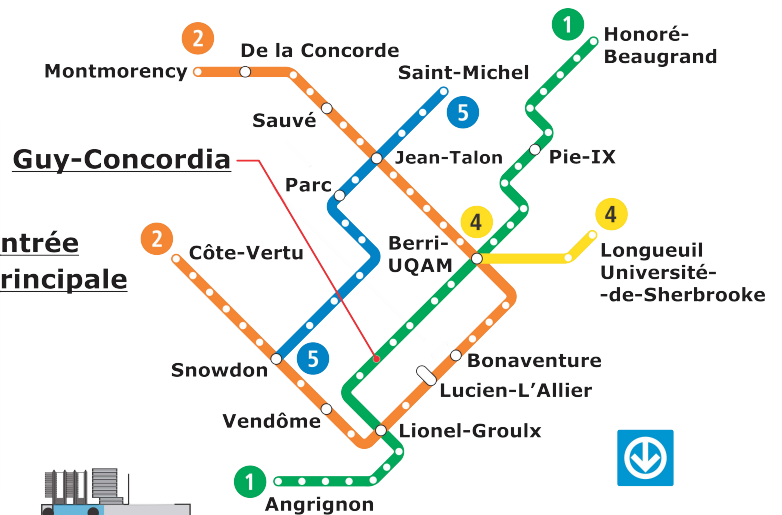 2
De la Concorde
Montmorency
Saint-Michel
1
Honoré-
Beaugrand
Sauvé
5
Guy-Concordia
Jean-Talon
Pie-IX
Parc
4
4
ntrée
rincipale
2
Côte-Vertu
Berri-
UQAM
Longueuil
Université-
-de-Sherbrooke
Snowdon
5
Bonaventure
Lucien-L’Allier
Vendôme
Lionel-Groulx
1
Angrignon